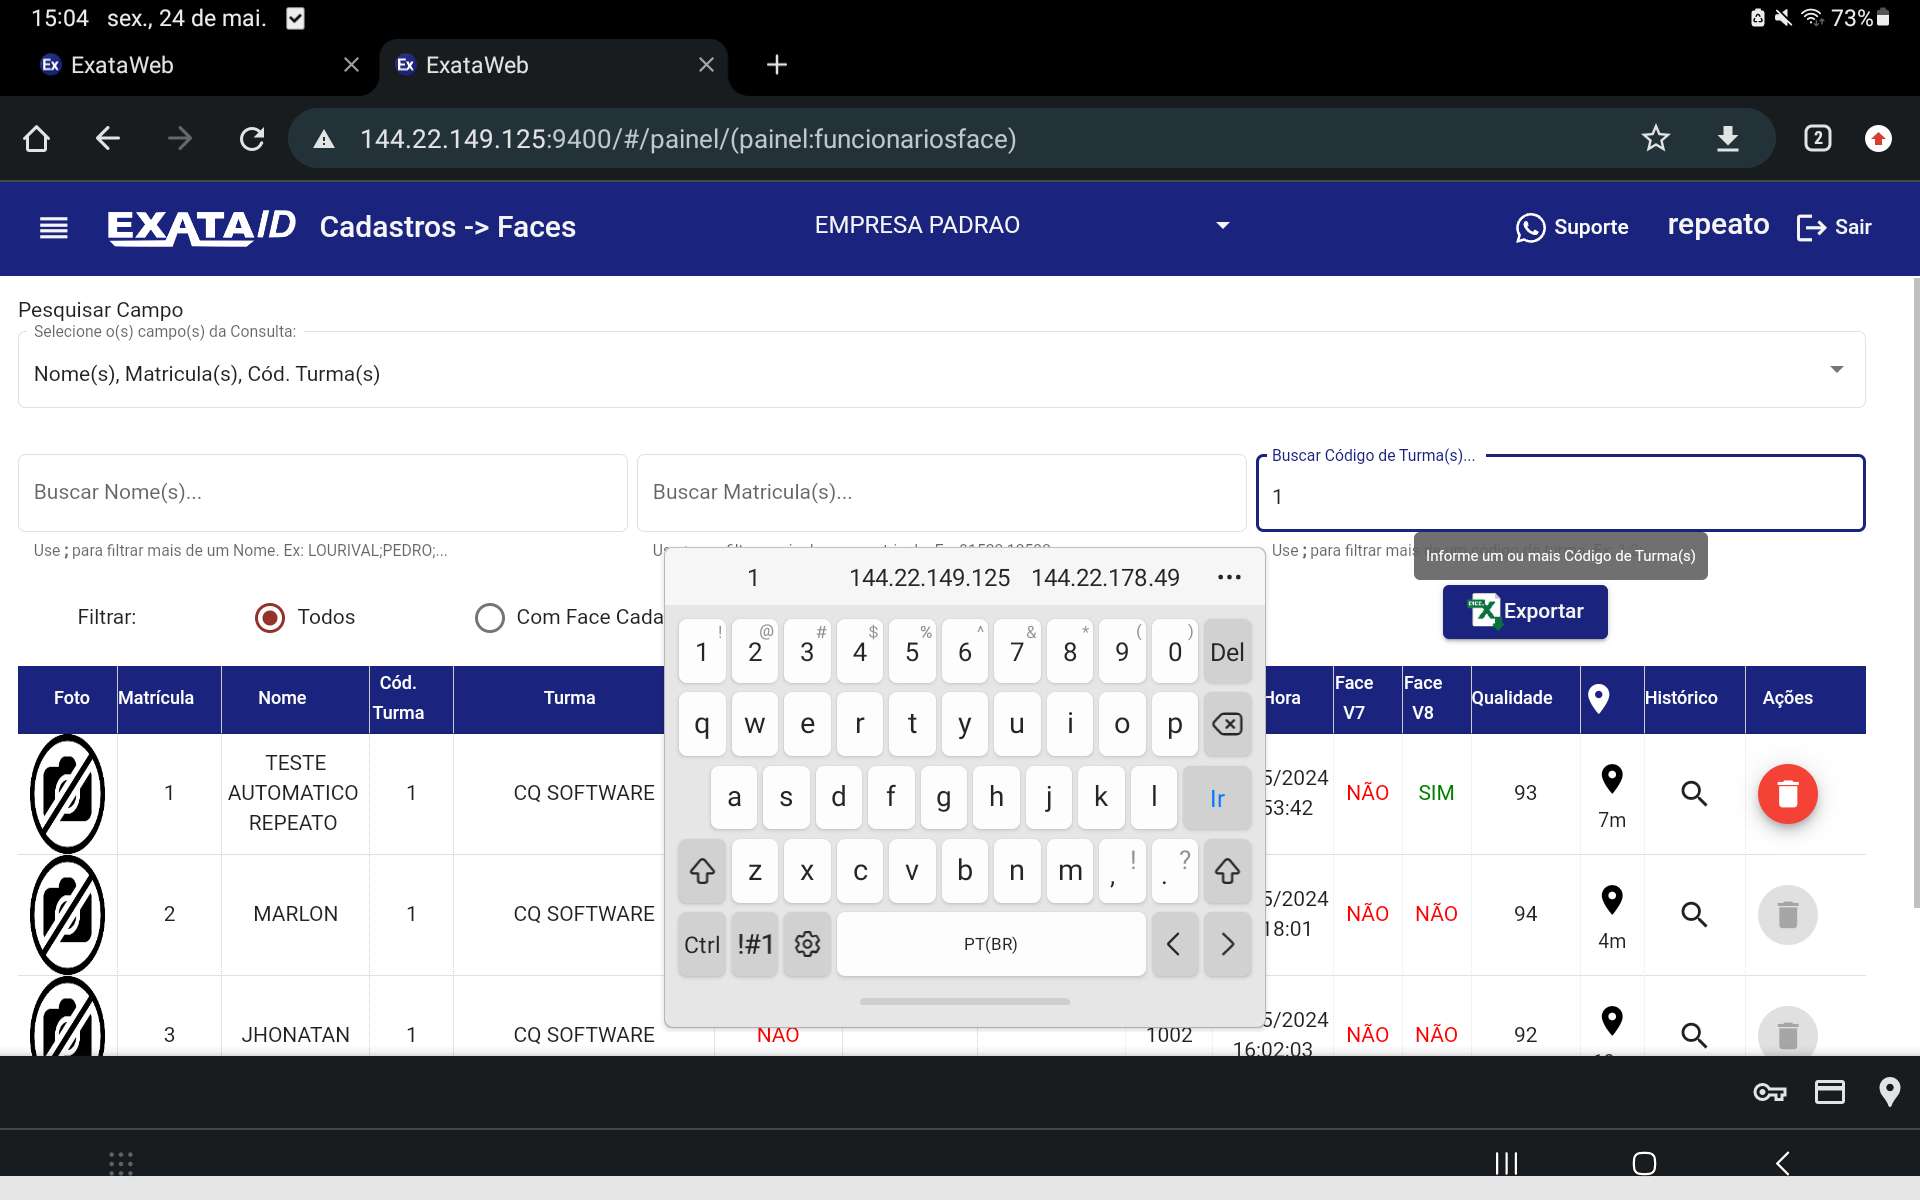 15:04 sex., 24 de mai. 73%
Ex ExataWeb Ex ExataWeb
144.22.149.125:9400/#/painel/(painel:funcionariosface) 2
EXATA/ID Cadastros -> Faces EMPRESA PADRAO Suporte repeato Sair
Pesquisar Campo
Selecione o(s) campo(s) da Consulta:
Nome(s), Matricula(s), Cód. Turma(s)
Buscar Código de Turma(s)...
Buscar Nome(s)... Buscar Matricula(s)... 1
Use ; para filtrar mais de um Nome. Ex: LOURIVAL;PEDRO;... Use ; para filtrar mais
Informe um ou mais Código de Turma(s)
1 144.22.149.125 144.22.178.49 ...
Filtrar: Todos Com Face Cada Exportar
! @ # $ % ^ & * ( )
1 2 3 4 5 6 7 8 9 0 Del
q w e r t y u i o p
a s d f g h j k l Ir
z x c v b n m , ! . ?
Ctrl !#1 PT(BR) < >
Foto Matrícula Nome Cód. Turma Turma Hora Face V7 Face V8 Qualidade Histórico Ações
1 TESTE AUTOMATICO REPEATO 1 CQ SOFTWARE 5/2024 53:42 NÃO SIM 93 7m
2 MARLON 1 CQ SOFTWARE 5/2024 18:01 NÃO NÃO 94 4m
3 JHONATAN 1 CQ SOFTWARE NÃO 1002 5/2024 16:02:03 NÃO NÃO 92